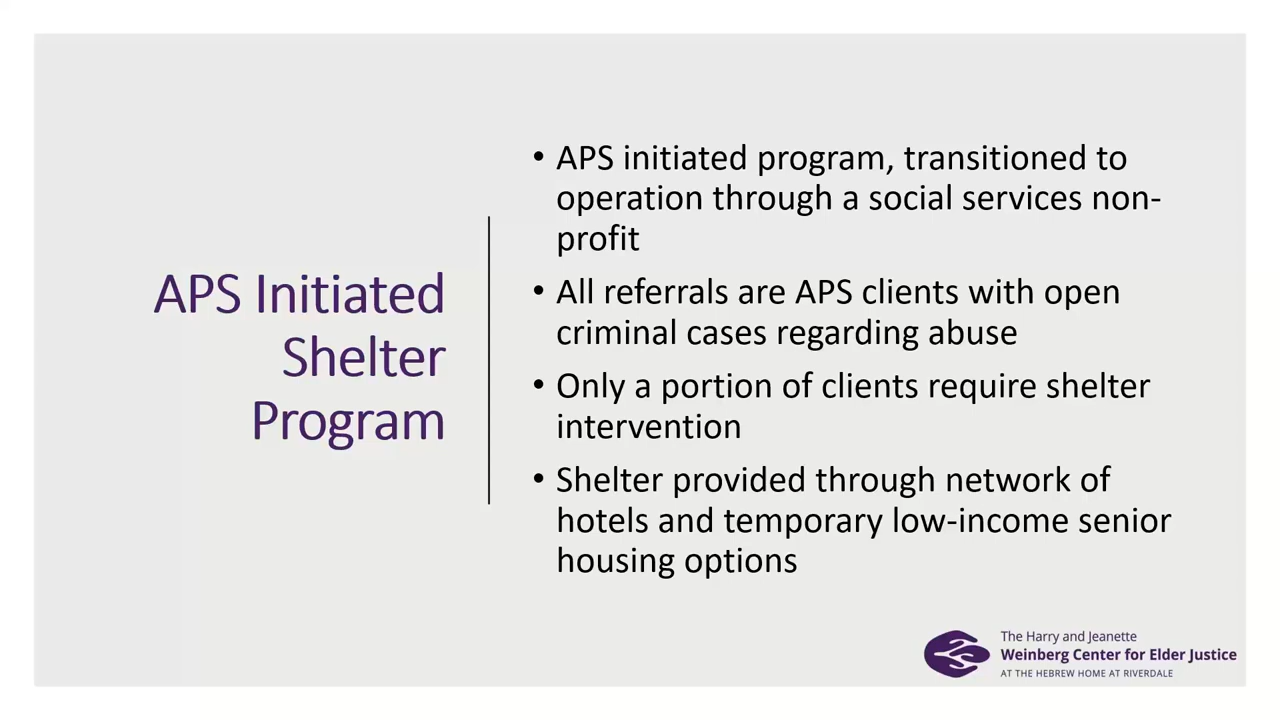 APS Initiated
Shelter
Program
• APS initiated program, transitioned to
operation through a social services non-
profit
• All referrals are APS clients with open
criminal cases regarding abuse
• Only a portion of clients require shelter
intervention
• Shelter provided through network of
hotels and temporary low-income senior
housing options
The Harry and Jeanette
Weinberg Center for Elder Justice
AT THE HEBREW HOME AT RIVERDALE